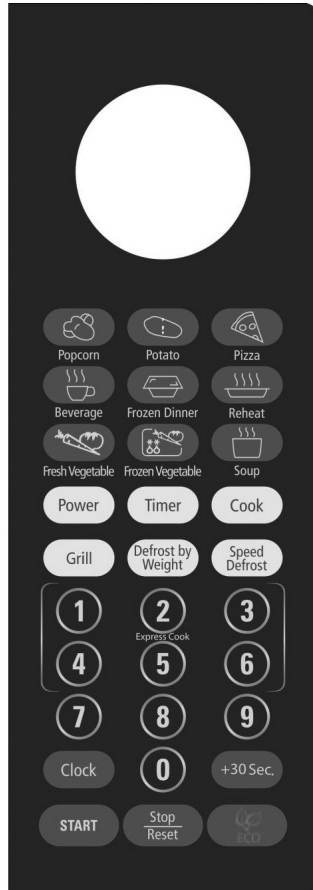 Popcorn Potato Pizza
Beverage Frozen Dinner Reheat
Fresh Vegetable Frozen Vegetable Soup
Power Timer Cook
Grill Defrost by Weight Speed Defrost
1 2 3
Express Cook
4 5 6
7 8 9
Clock 0 +30 Sec.
START Stop Reset ECO